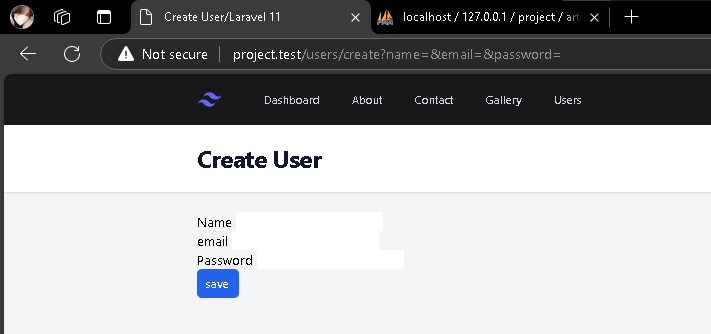 Create User/Laravel 11
localhost / 127.0.0.1 / project / art
Not secure project.test/users/create?name=&email=&password=
Dashboard About Contact Gallery Users
Create User
Name
email
Password
save